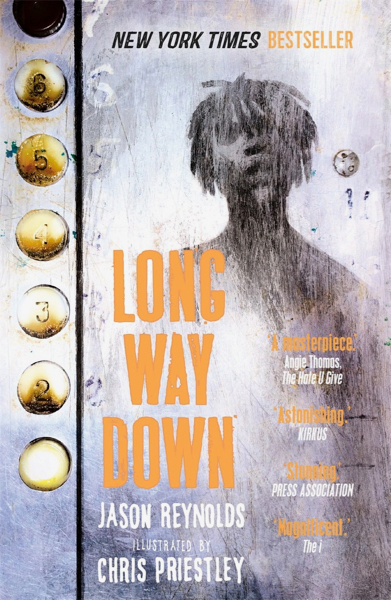 NEW YORK TIMES BESTSELLER
6
5
4
3
2
LONG
WAY
DOWN
JASON REYNOLDS
ILLUSTRATED BY
CHRIS PRIESTLEY
'A masterpiece.'
Angie Thomas,
The Hate U Give
'Astonishing.'
KIRKUS
'Stunning.'
PRESS ASSOCIATION
'Magnificent.'
The i